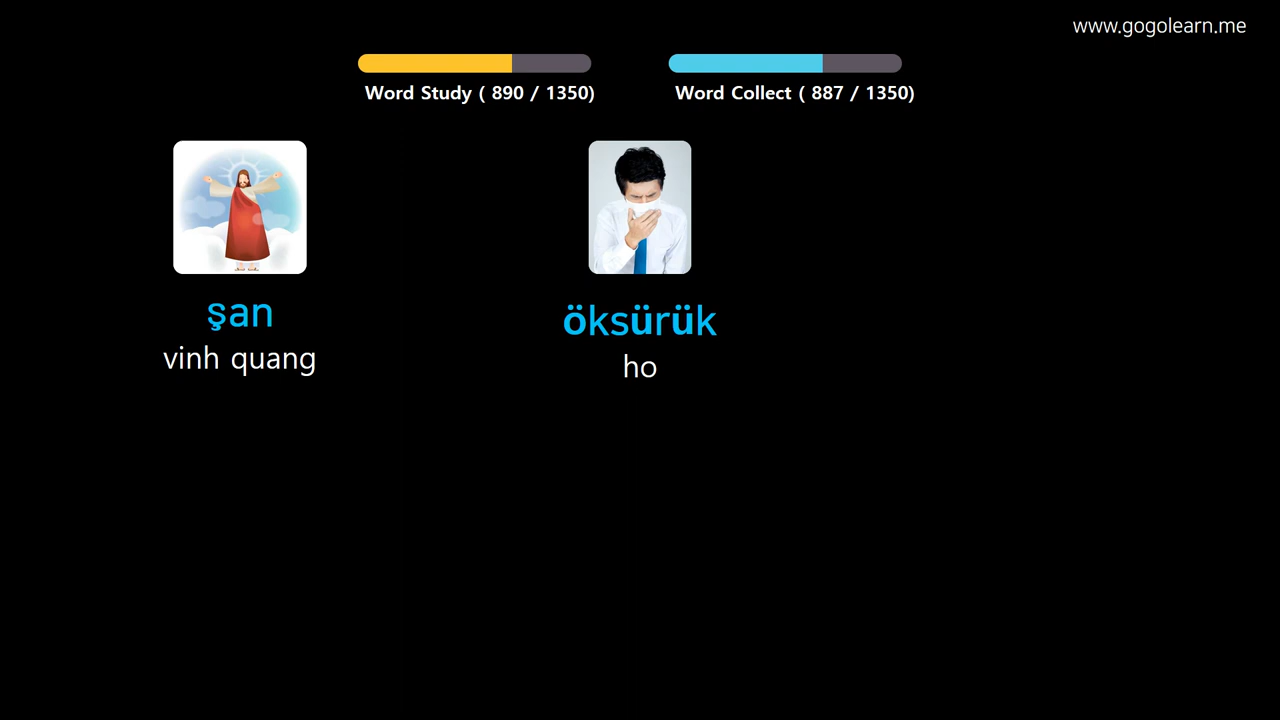 www.gogolearn.me
Word Study ( 890 / 1350)
Word Collect ( 887 / 1350)
şan
vinh quang
öksürük
ho